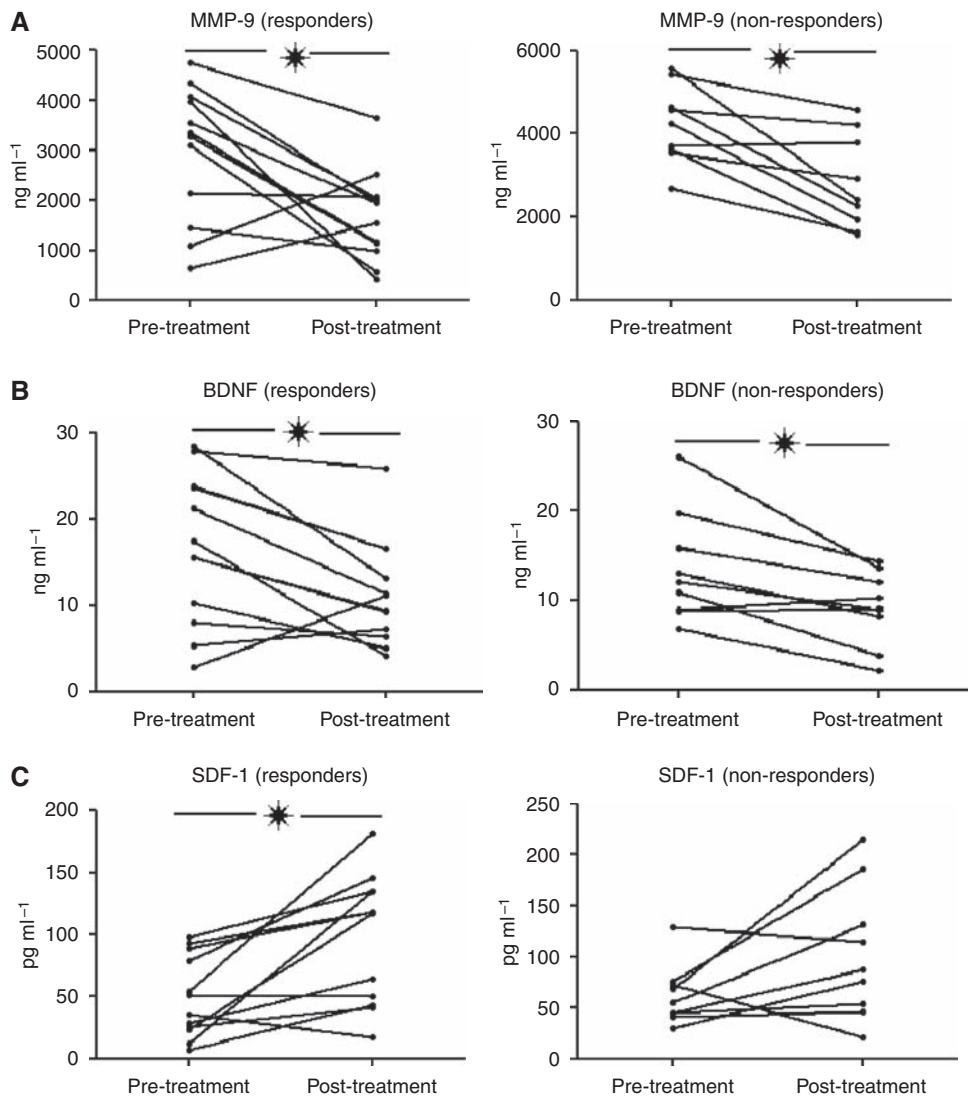 A
MMP-9 (responders)
5000
4000
3000
2000
1000
0
ng ml−1
Pre-treatment Post-treatment
MMP-9 (non-responders)
6000
4000
2000
0
ng ml−1
Pre-treatment Post-treatment
B
BDNF (responders)
30
20
10
0
ng ml−1
Pre-treatment Post-treatment
BDNF (non-responders)
30
20
10
0
ng ml−1
Pre-treatment Post-treatment
C
SDF-1 (responders)
200
150
100
50
0
pg ml−1
Pre-treatment Post-treatment
SDF-1 (non-responders)
250
200
150
100
50
0
pg ml−1
Pre-treatment Post-treatment